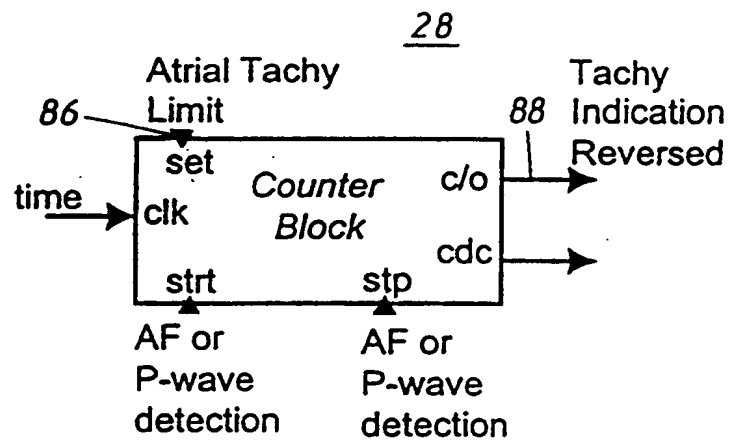 28
Atrial Tachy
Limit
86
set
time
clk
Counter
Block
c/o
cdc
88
Tachy
Indication
Reversed
strt
stp
AF or
P-wave
detection
AF or
P-wave
detection